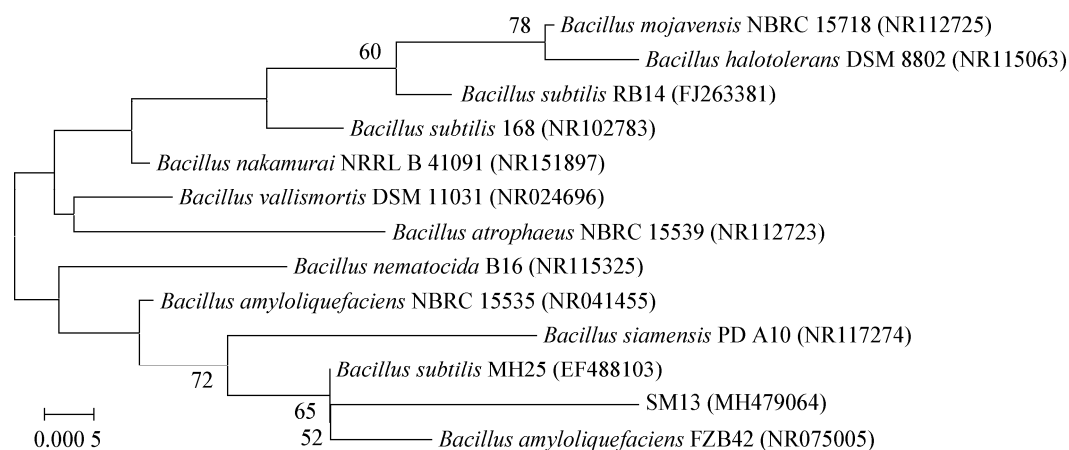 78 Bacillus mojavensis NBRC 15718 (NR112725)
60 Bacillus halotolerans DSM 8802 (NR115063)
Bacillus subtilis RB14 (FJ263381)
Bacillus subtilis 168 (NR102783)
Bacillus nakamurai NRRL B 41091 (NR151897)
Bacillus vallismortis DSM 11031 (NR024696)
Bacillus atrophaeus NBRC 15539 (NR112723)
Bacillus nematocida B16 (NR115325)
Bacillus amyloliquefaciens NBRC 15535 (NR041455)
Bacillus siamensis PD A10 (NR117274)
72 Bacillus subtilis MH25 (EF488103)
65 SM13 (MH479064)
0.000 5 52 Bacillus amyloliquefaciens FZB42 (NR075005)